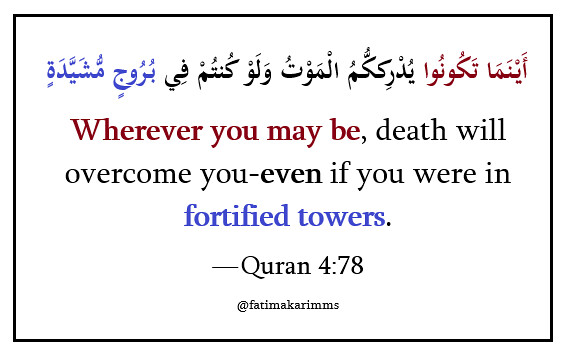 أَيْنَمَا تَكُونُوا يُدْرِككُّمُ الْمَوْتُ وَلَوْ كُنتُمْ فِي بُرُوجٍ مُّشَيَّدَةٍ
Wherever you may be, death will
overcome you-even if you were in
fortified towers.
—Quran 4:78
@fatimakarimms